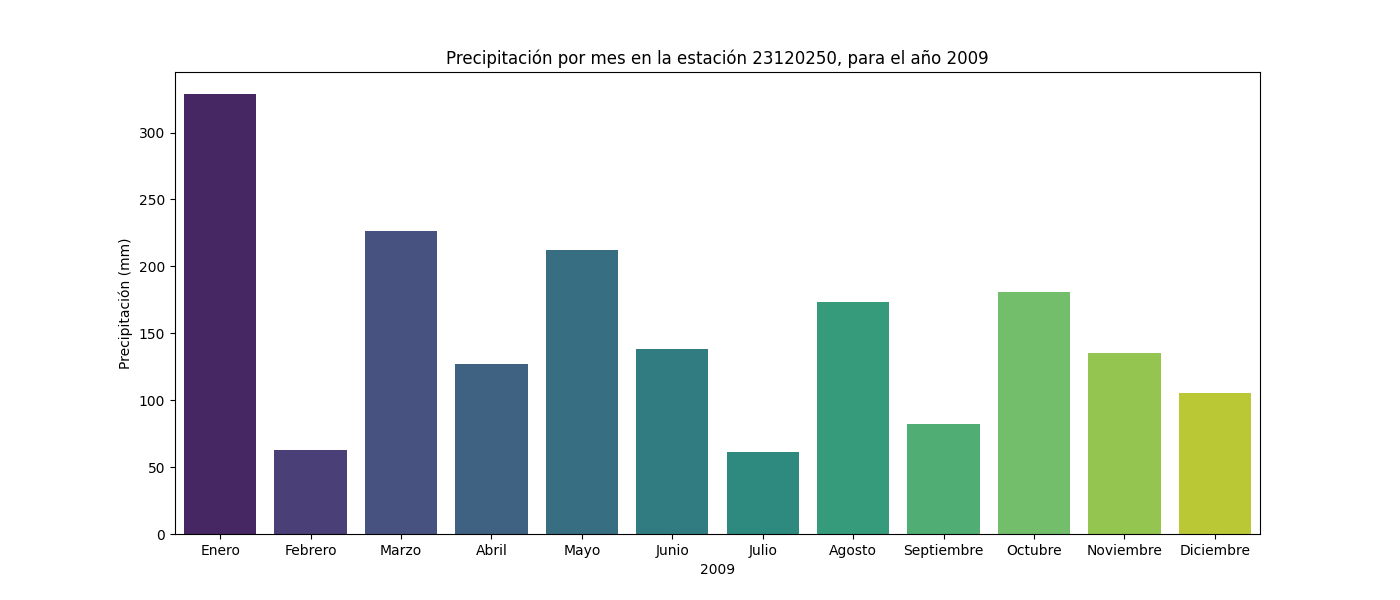 Precipitación por mes en la estación 23120250, para el año 2009
Precipitación (mm)
300
250
200
150
100
50
0
Enero Febrero Marzo Abril Mayo Junio Julio Agosto Septiembre Octubre Noviembre Diciembre
2009